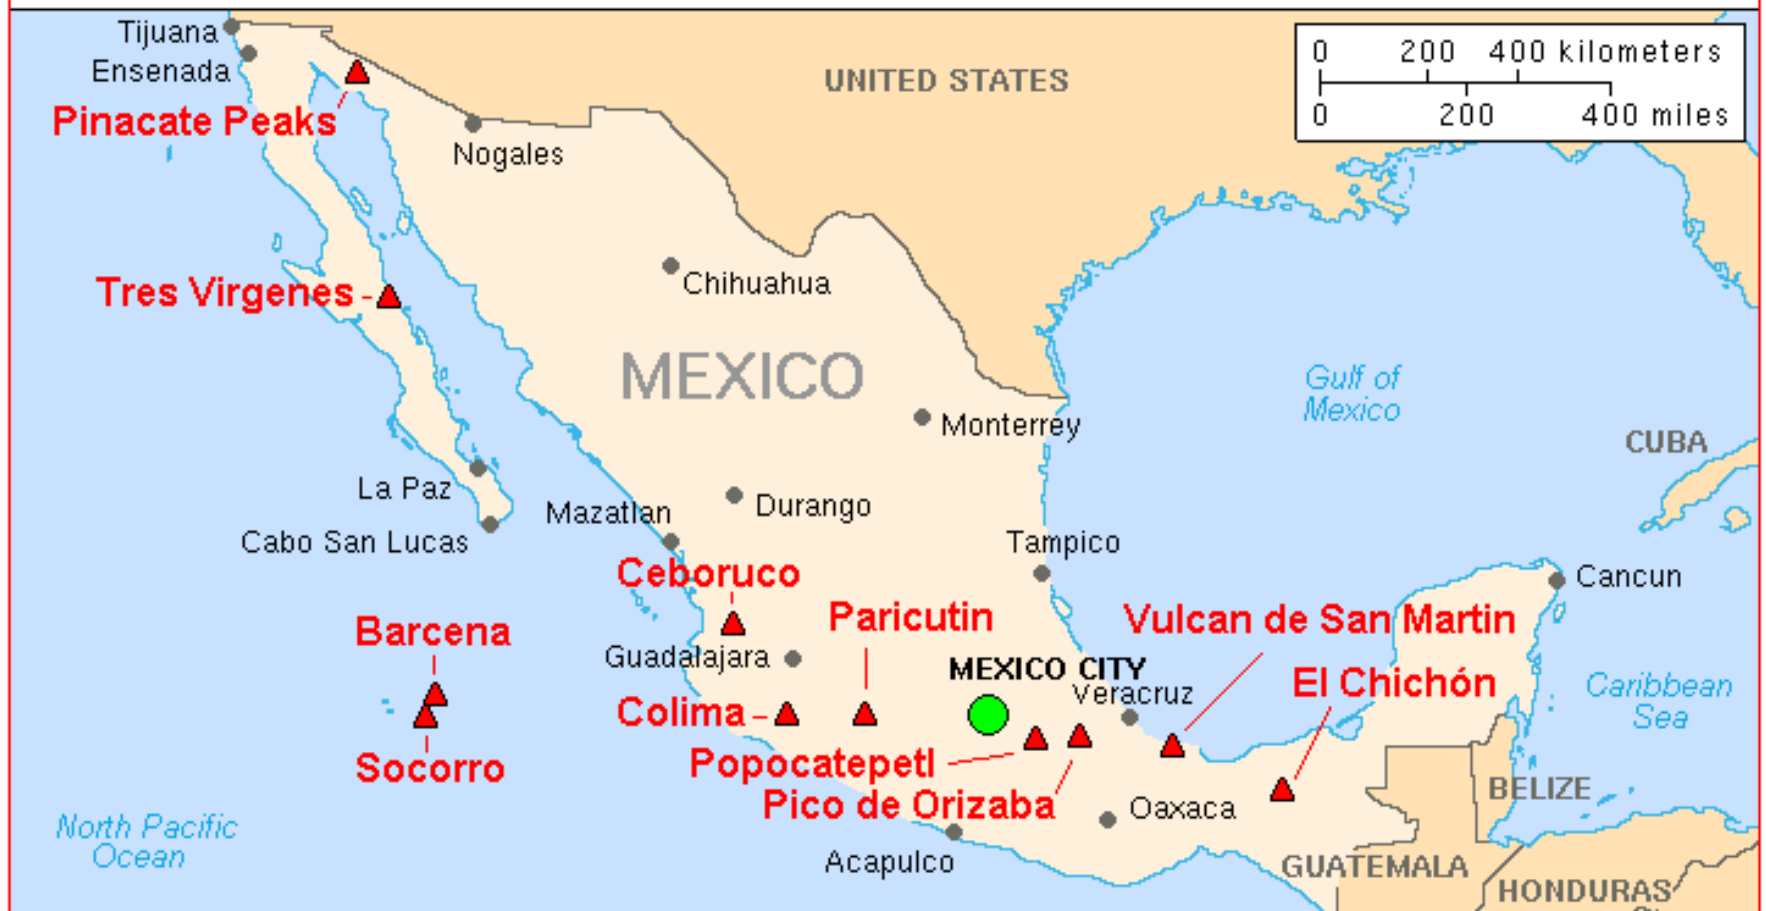 Tijuana
Ensenada
Pinacate Peaks
Nogales
UNITED STATES
0 200 400 kilometers
0 200 400 miles
Chihuahua
Tres Virgenes
MEXICO
Gulf of
Mexico
Monterrey
CUBA
La Paz
Cabo San Lucas
Mazatlan
Durango
Tampico
Cancun
Ceboruco
Paricutin
Vulcan de San Martin
Barcena
Guadalajara
MEXICO CITY
Veracruz
El Chichón
Caribbean
Sea
Colima
Socorro
Popocatepetl
Pico de Orizaba
Oaxaca
BELIZE
North Pacific
Ocean
Acapulco
GUATEMALA
HONDURAS